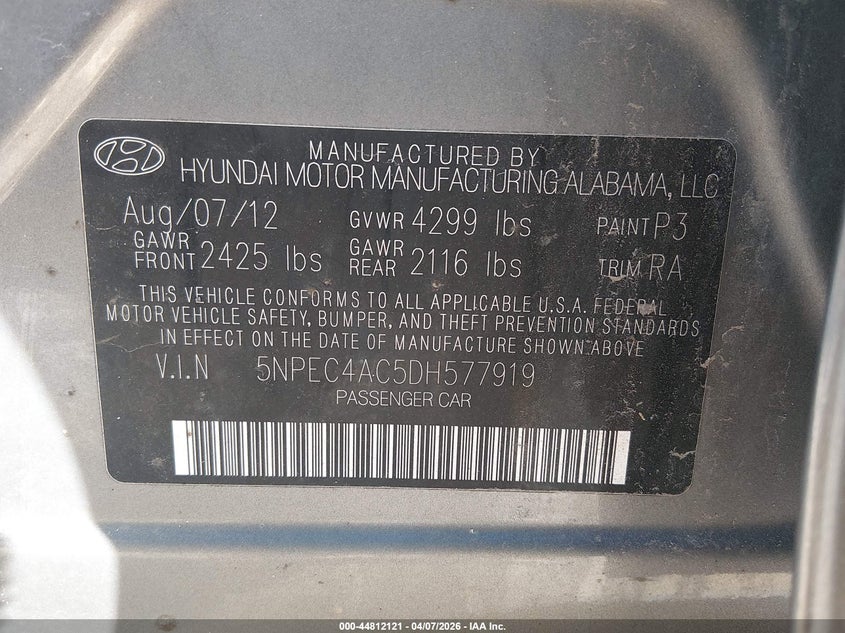 MANUFACTURED BY
HYUNDAI MOTOR MANUFACTURING ALABAMA, LLC
Aug/07/12 GVWR 4299 lbs PAINT P3
GAWR FRONT 2425 lbs GAWR REAR 2116 lbs TRIM RA
THIS VEHICLE CONFORMS TO ALL APPLICABLE U.S.A. FEDERAL
MOTOR VEHICLE SAFETY, BUMPER, AND THEFT PREVENTION STANDARDS
IN EFFECT ON THE DATE OF MANUFACTURE SHOWN ABOVE
V.I.N 5NPEC4AC5DH577919
PASSENGER CAR
000-44812121 - 04/07/2026 - IAA Inc.